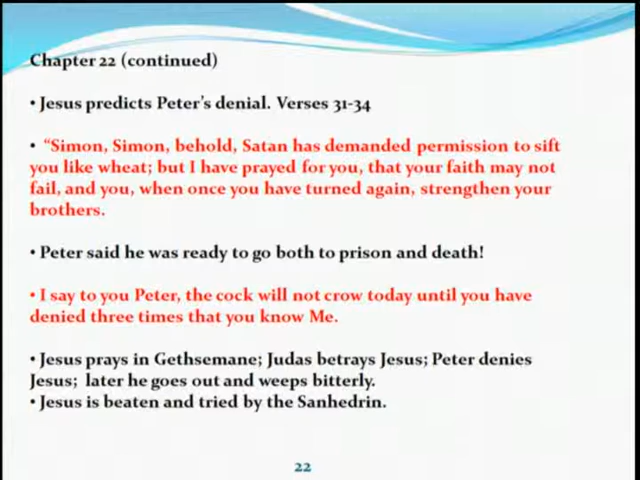 Chapter 22 (continued)
• Jesus predicts Peter's denial. Verses 31-34
• "Simon, Simon, behold, Satan has demanded permission to sift
you like wheat; but I have prayed for you, that your faith may not
fail, and you, when once you have turned again, strengthen your
brothers.
• Peter said he was ready to go both to prison and death!
• I say to you Peter, the cock will not crow today until you have
denied three times that you know Me.
• Jesus prays in Gethsemane; Judas betrays Jesus; Peter denies
Jesus; later he goes out and weeps bitterly.
• Jesus is beaten and tried by the Sanhedrin.
22